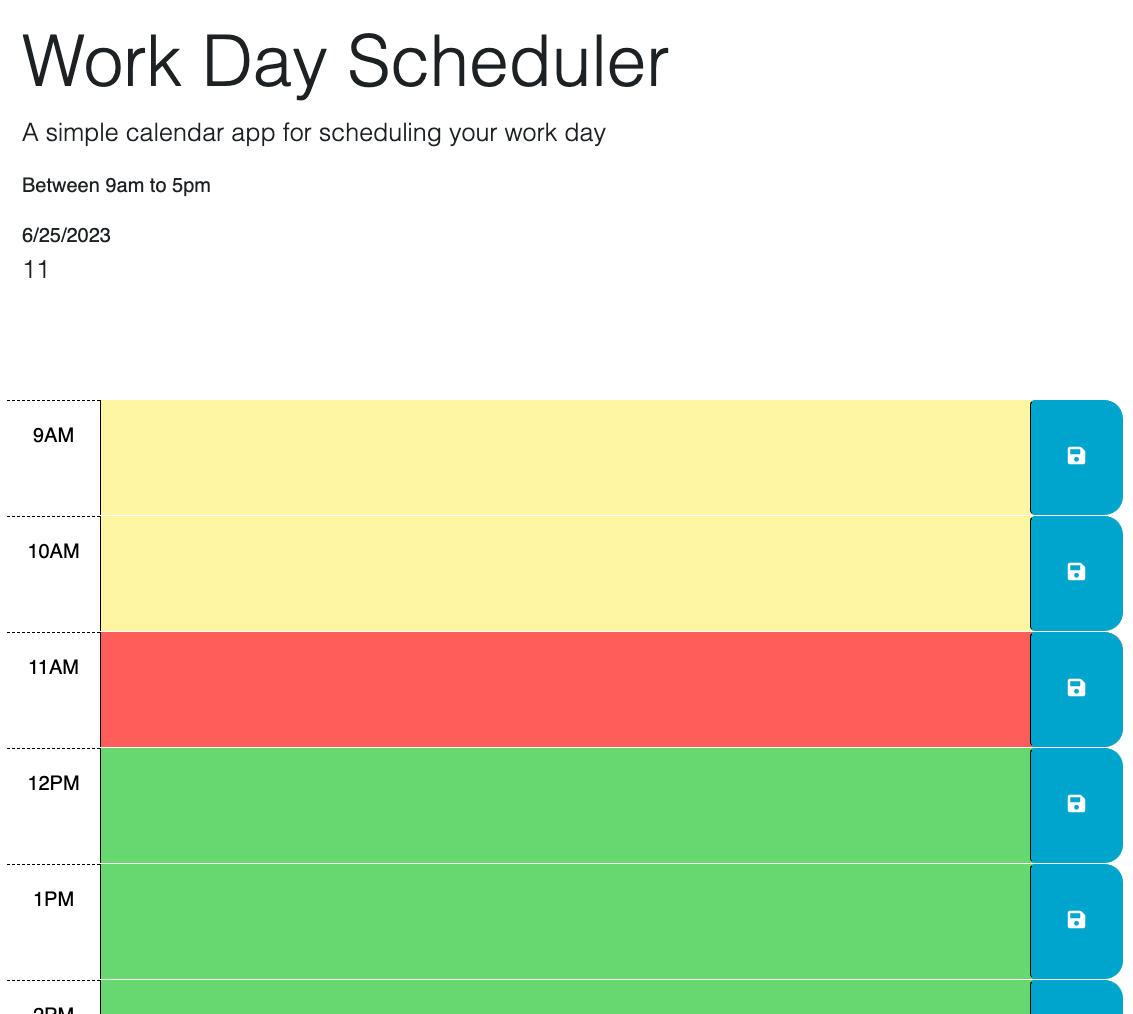 Work Day Scheduler
A simple calendar app for scheduling your work day
Between 9am to 5pm
6/25/2023
11
9AM
10AM
11AM
12PM
1PM
2PM